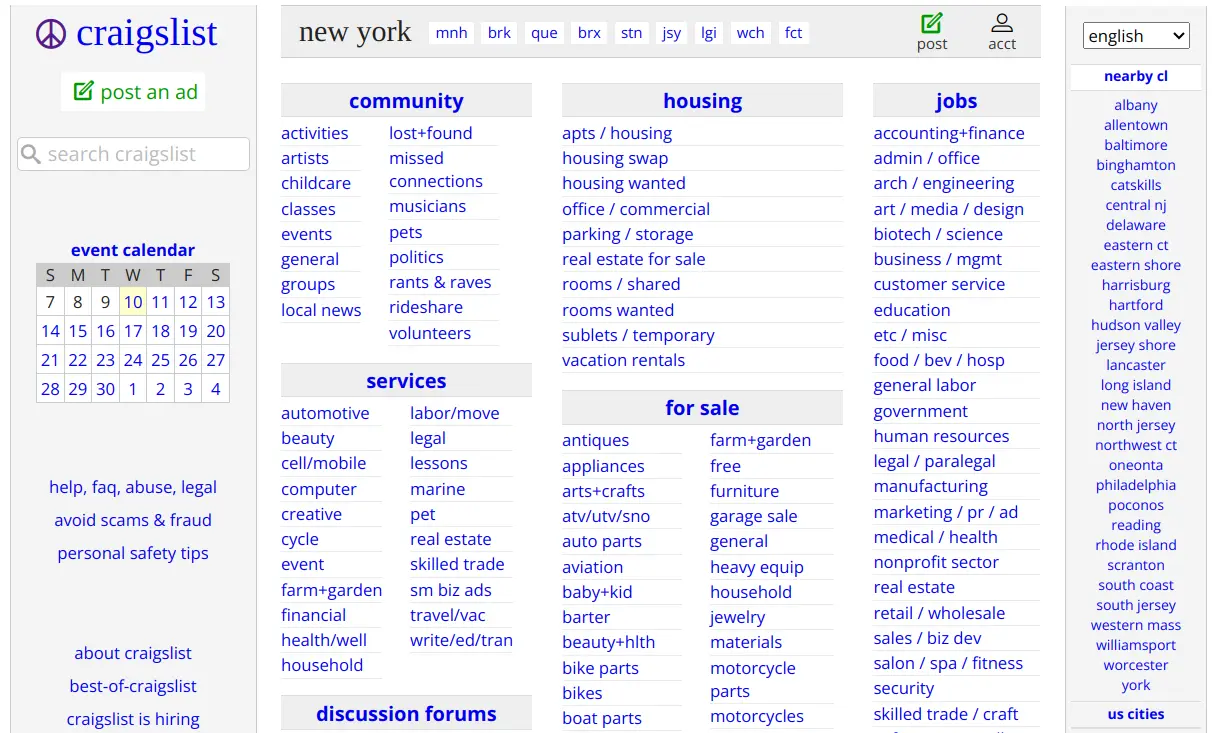 craigslist
post an ad
search craigslist
event calendar
S M T W T F S
7 8 9 10 11 12 13
14 15 16 17 18 19 20
21 22 23 24 25 26 27
28 29 30 1 2 3 4
help, faq, abuse, legal
avoid scams & fraud
personal safety tips
about craigslist
best-of-craigslist
craigslist is hiring
new york mnh brk que brx stn jsy lgi wch fct
post
acct
community
activities
artists
childcare
classes
events
general
groups
local news
lost+found
missed
connections
musicians
pets
politics
rants & raves
rideshare
volunteers
services
automotive
beauty
cell/mobile
computer
creative
cycle
event
farm+garden
financial
health/well
household
labor/move
legal
lessons
marine
pet
real estate
skilled trade
sm biz ads
travel/vac
write/ed/tran
discussion forums
housing
apts / housing
housing swap
housing wanted
office / commercial
parking / storage
real estate for sale
rooms / shared
rooms wanted
sublets / temporary
vacation rentals
for sale
antiques
appliances
arts+crafts
atv/utv/sno
auto parts
aviation
baby+kid
barter
beauty+hlth
bike parts
bikes
boat parts
farm+garden
free
furniture
garage sale
general
heavy equip
household
jewelry
materials
motorcycle
parts
motorcycles
jobs
accounting+finance
admin / office
arch / engineering
art / media / design
biotech / science
business / mgmt
customer service
education
etc / misc
food / bev / hosp
general labor
government
human resources
legal / paralegal
manufacturing
marketing / pr / ad
medical / health
nonprofit sector
real estate
retail / wholesale
sales / biz dev
salon / spa / fitness
security
skilled trade / craft
english
nearby cl
albany
allentown
baltimore
binghamton
catskills
central nj
delaware
eastern ct
eastern shore
harrisburg
hartford
hudson valley
jersey shore
lancaster
long island
new haven
north jersey
northwest ct
oneonta
philadelphia
poconos
reading
rhode island
scranton
south coast
south jersey
western mass
williamsport
worcester
york
us cities